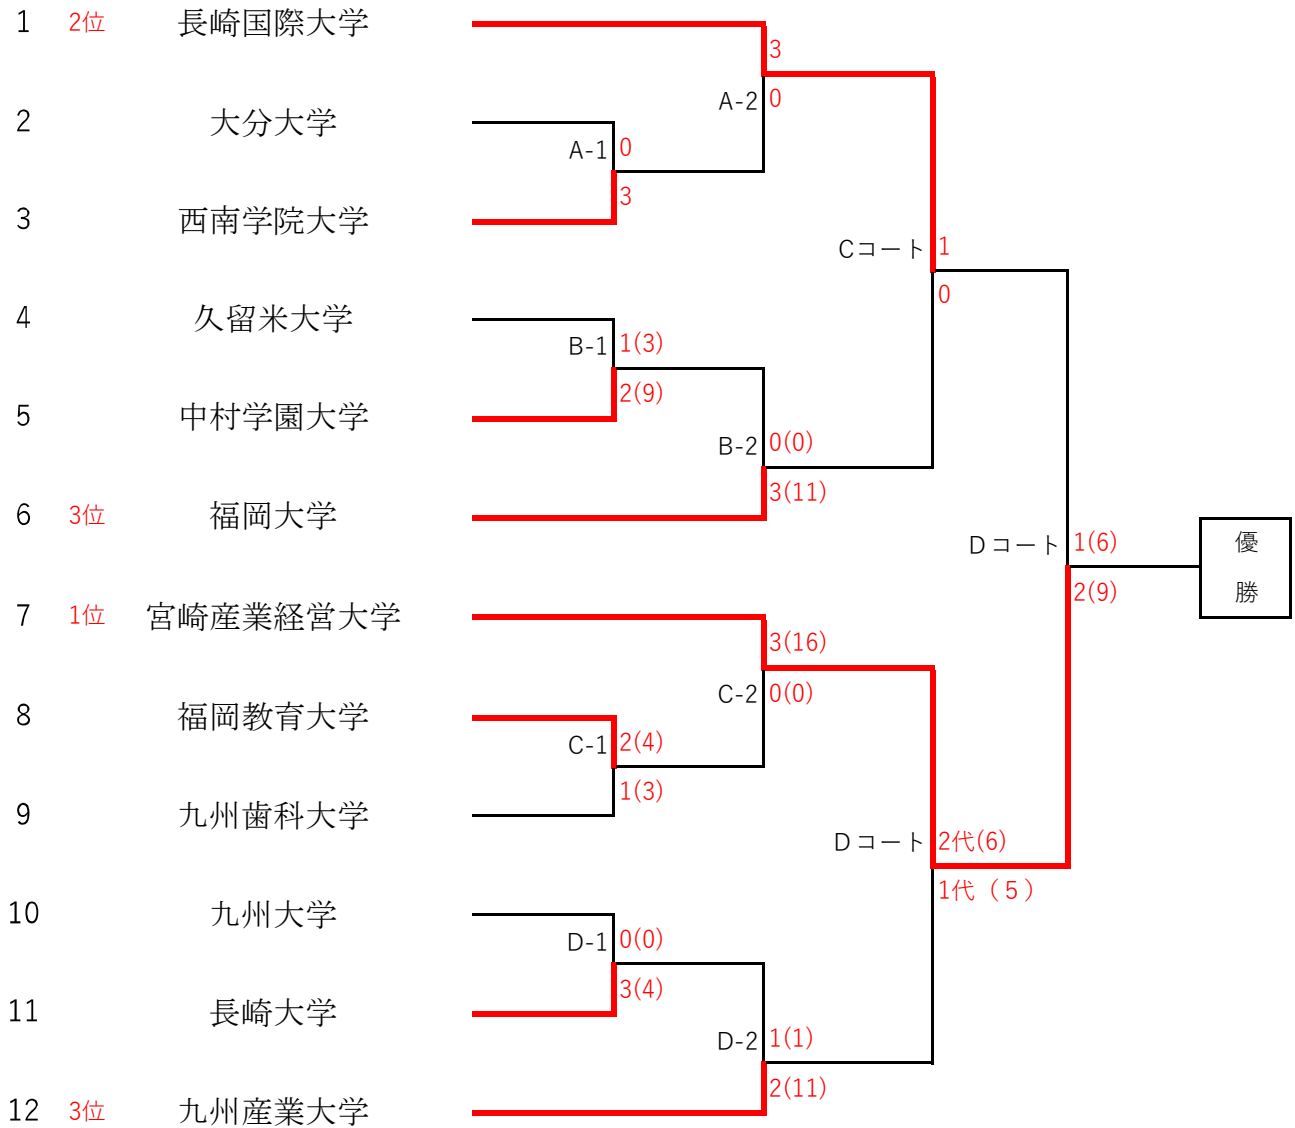 1 2位 長崎国際大学
3
A-2 0
2 大分大学
A-1 0
3
3 西南学院大学
Cコート 1
0
4 久留米大学
B-1 1(3)
2(9)
5 中村学園大学
B-2 0(0)
3(11)
6 3位 福岡大学
Dコート 1(6)
2(9)
優
勝
7 1位 宮崎産業経営大学
3(16)
C-2 0(0)
8 福岡教育大学
C-1 2(4)
1(3)
9 九州歯科大学
Dコート 2代(6)
1代（5）
10 九州大学
D-1 0(0)
3(4)
11 長崎大学
D-2 1(1)
2(11)
12 3位 九州産業大学